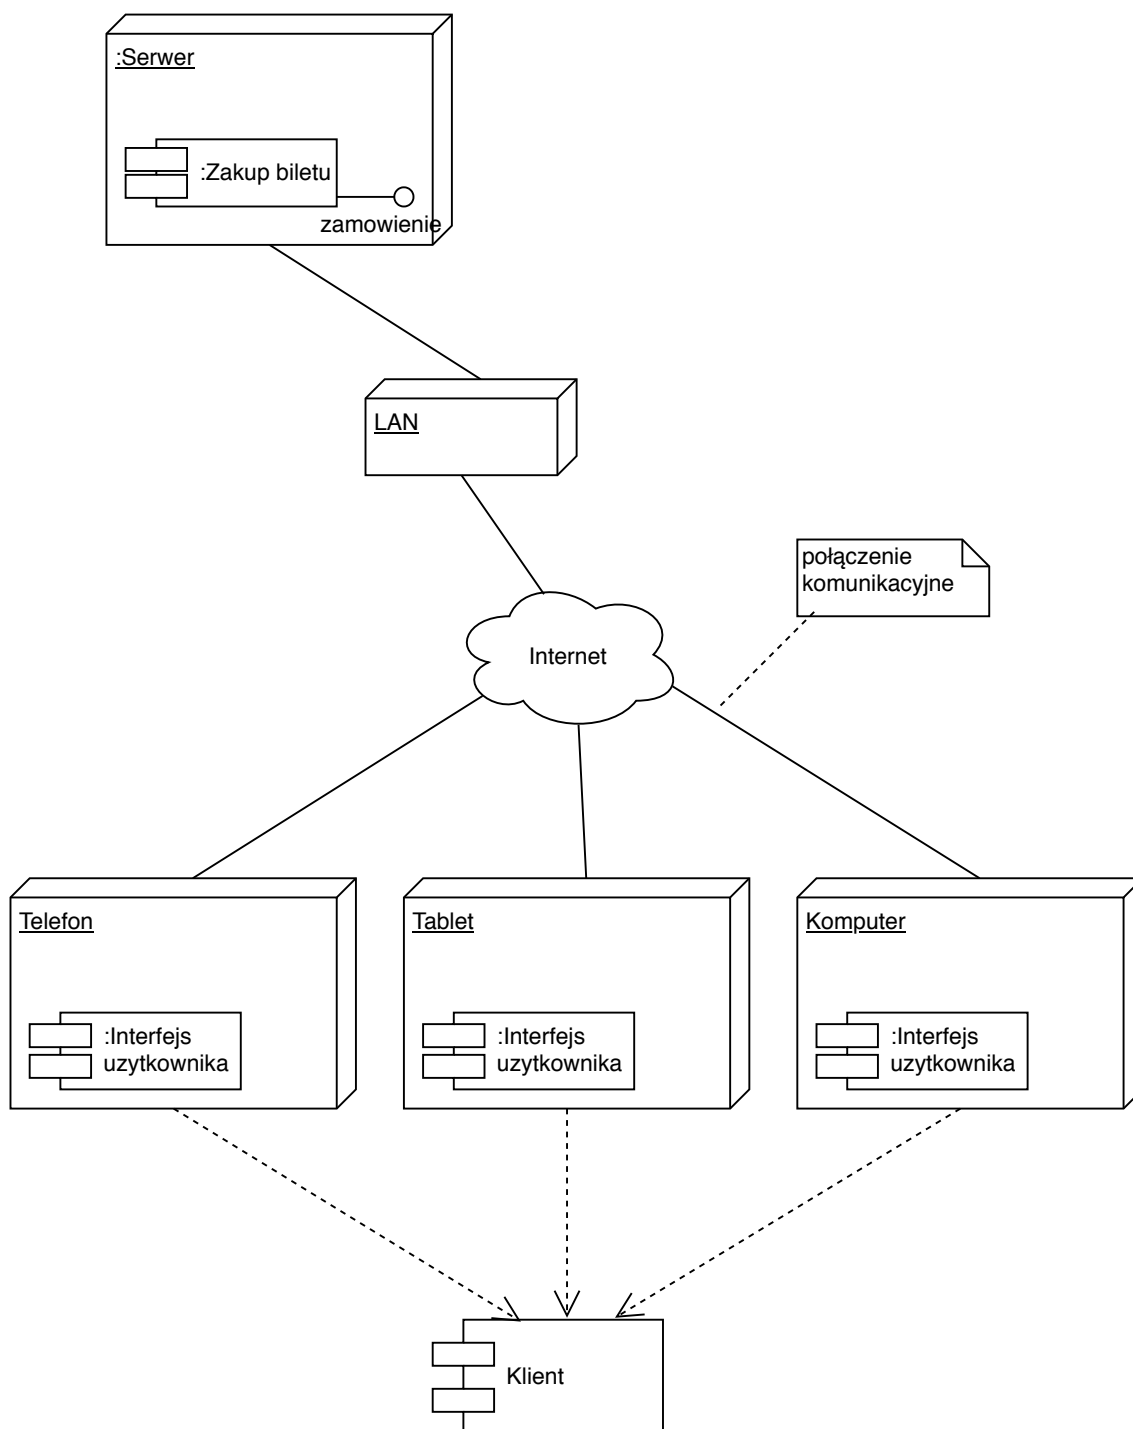 :Serwer
:Zakup biletu
zamowienie
LAN
połączenie
komunikacyjne
Internet
Telefon
Tablet
Komputer
:Interfejs
uzytkownika
:Interfejs
uzytkownika
:Interfejs
uzytkownika
Klient